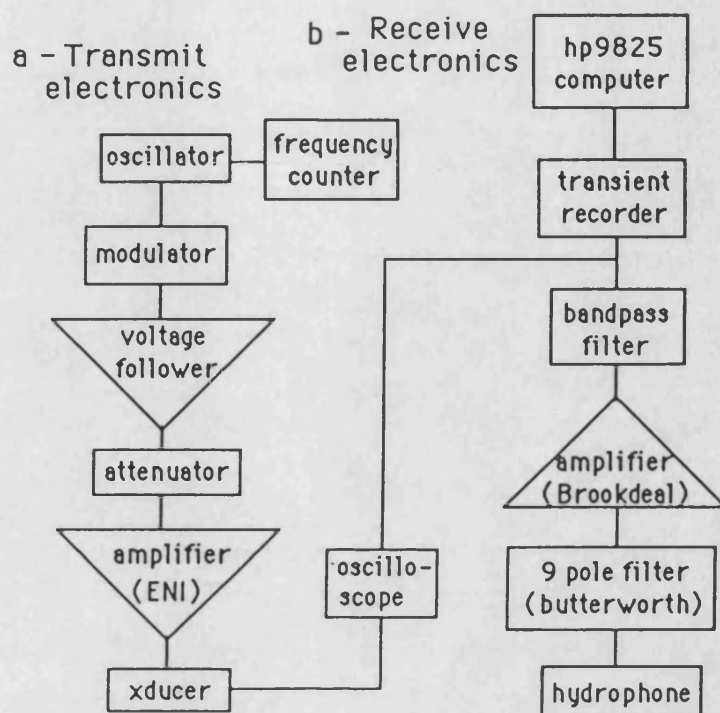 a - Transmit
electronics
oscillator
frequency
counter
modulator
voltage
follower
attenuator
amplifier
(ENI)
xducer
b - Receive
electronics
hp9825
computer
transient
recorder
bandpass
filter
amplifier
(Brookdeal)
oscillo-
scope
9 pole filter
(butterworth)
hydrophone